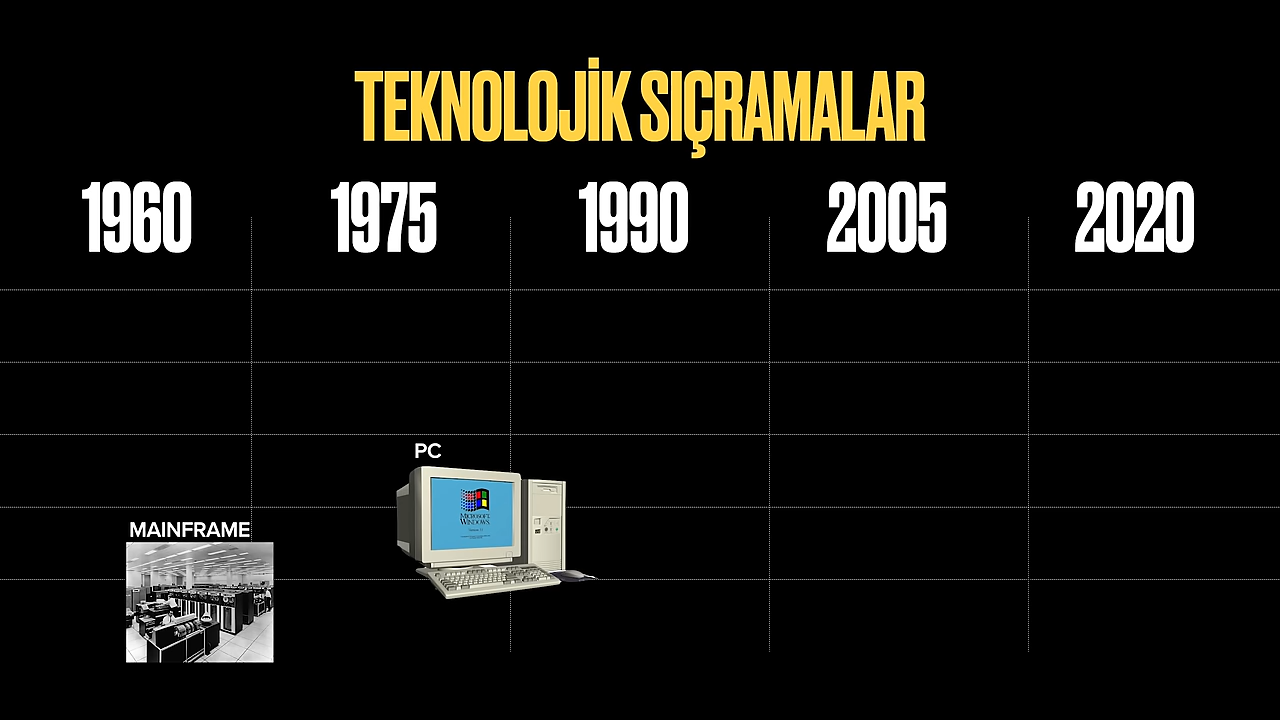 TEKNOLOJİK SIÇRAMALAR
1960 1975 1990 2005 2020
PC
MICROSOFT
WINDOWS
MAINFRAME